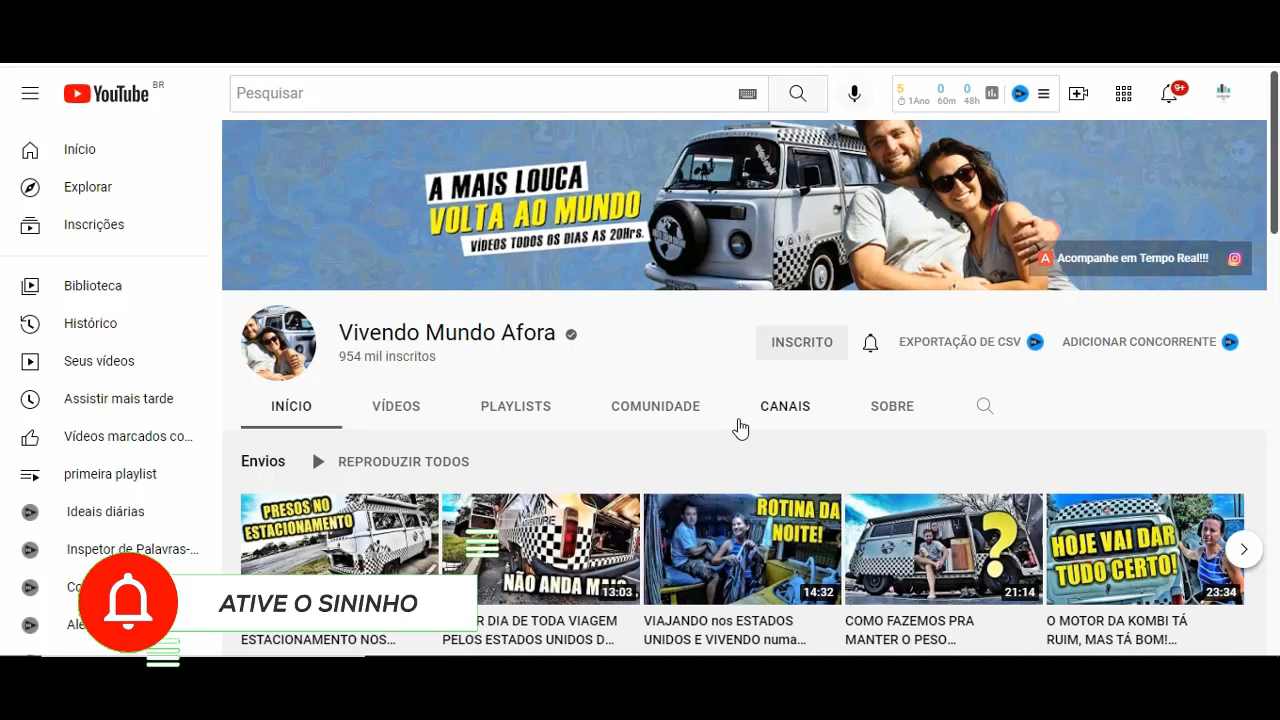 YouTube BR
Pesquisar
5 0 0
1Ano 60m 48h
9+
Início
Explorar
Inscrições
Biblioteca
Histórico
Seus vídeos
Assistir mais tarde
Vídeos marcados co...
primeira playlist
Ideais diárias
Inspetor de Palavras-...
A MAIS LOUCA
VOLTA AO MUNDO
VÍDEOS TODOS OS DIAS AS 20Hrs.
Acompanhe em Tempo Real!!!
Vivendo Mundo Afora
954 mil inscritos
INSCRITO
EXPORTAÇÃO DE CSV
ADICIONAR CONCORRENTE
INÍCIO
VÍDEOS
PLAYLISTS
COMUNIDADE
CANAIS
SOBRE
Envios
REPRODUZIR TODOS
PRESOS NO
ESTACIONAMENTO
NÃO ANDA
13:03
ROTINA DA
NOITE!
14:32
?
21:14
HOJE VAI DAR
TUDO CERTO!
23:34
ATIVE O SININHO
ESTACIONAMENTO NOS...
DIA DE TODA VIAGEM
PELOS ESTADOS UNIDOS D...
VIAJANDO nos ESTADOS
UNIDOS E VIVENDO numa...
COMO FAZEMOS PRA
MANTER O PESO...
O MOTOR DA KOMBI TÁ
RUIM, MAS TÁ BOM!...